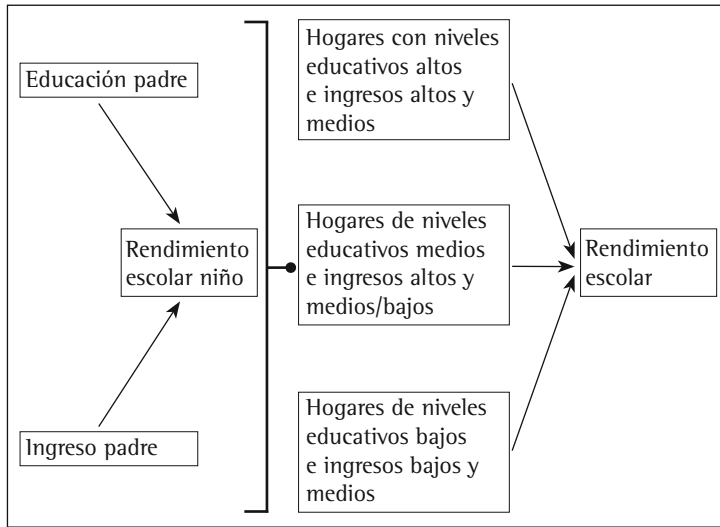 Educación padre
Rendimiento
escolar niño
Ingreso padre
Hogares con niveles
educativos altos
e ingresos altos y
medios
Hogares de niveles
educativos medios
e ingresos altos y
medios/bajos
Hogares de niveles
educativos bajos
e ingresos bajos y
medios
Rendimiento
escolar